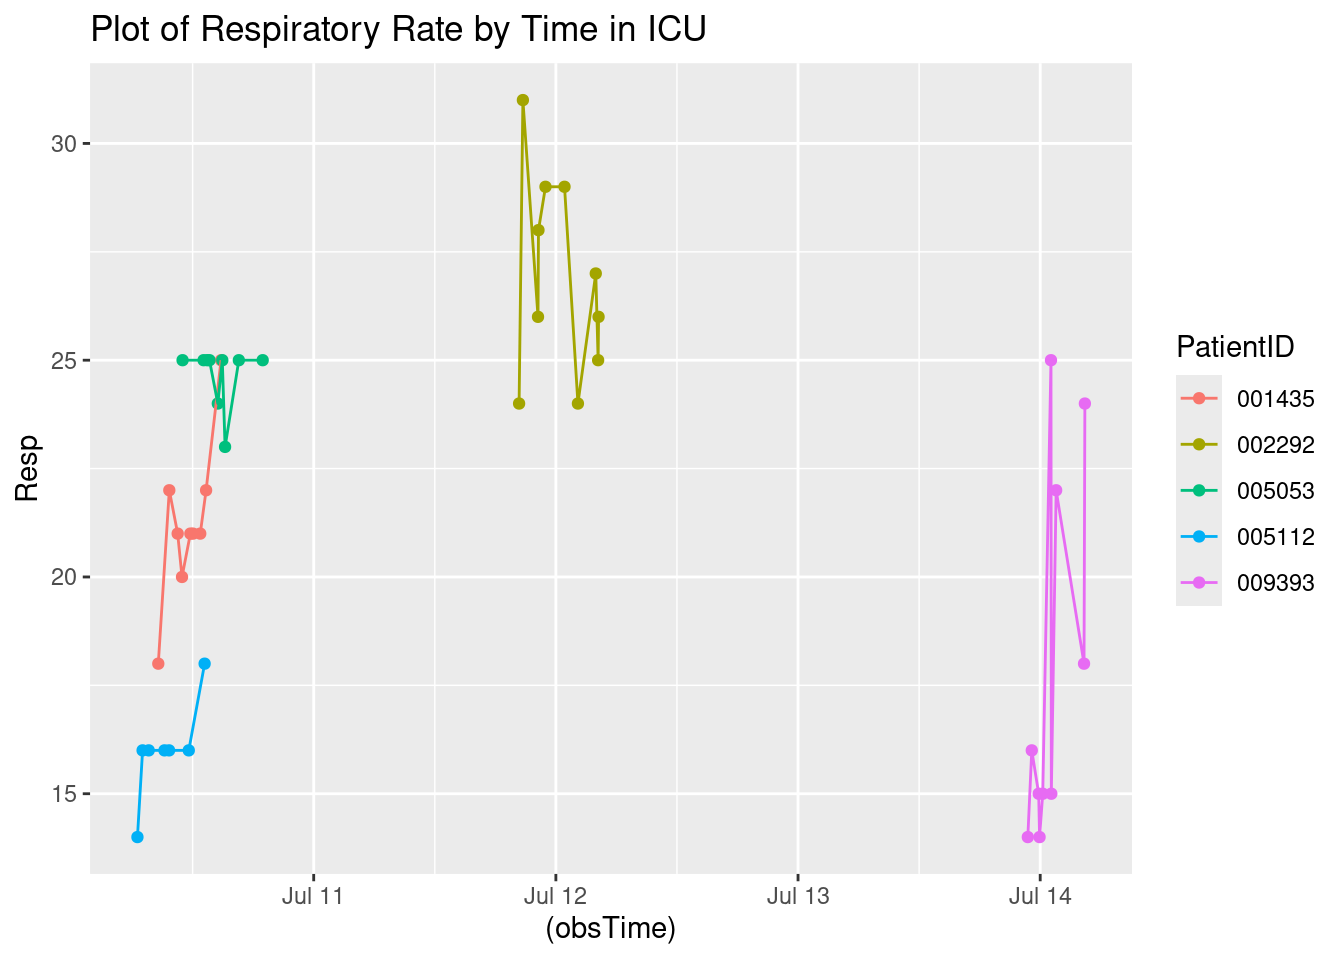 Plot of Respiratory Rate by Time in ICU
30
25
20
15
Resp
Jul 11
Jul 12
Jul 13
Jul 14
(obsTime)
PatientID
001435
002292
005053
005112
009393